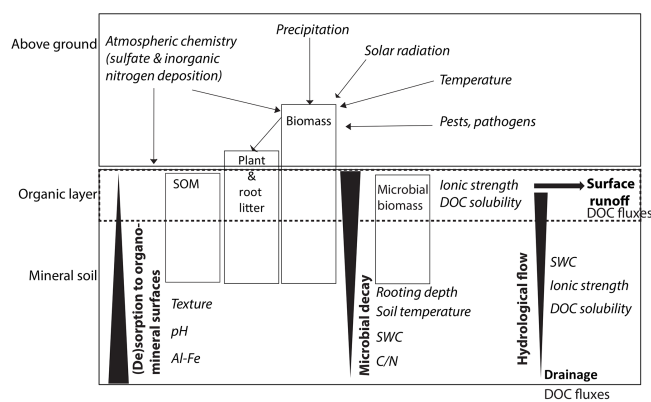 Above ground
Atmospheric chemistry
(sulfate & inorganic
nitrogen deposition)
Precipitation
Solar radiation
Temperature
Pests, pathogens
Biomass
Plant
&
root
litter
Organic layer
SOM
Microbial
biomass
Ionic strength
DOC solubility
Surface
runoff
DOC fluxes
Mineral soil
(De)sorption to organo-
mineral surfaces
Texture
pH
Al-Fe
Microbial decay
Rooting depth
Soil temperature
SWC
C/N
Hydrological flow
SWC
Ionic strength
DOC solubility
Drainage
DOC fluxes